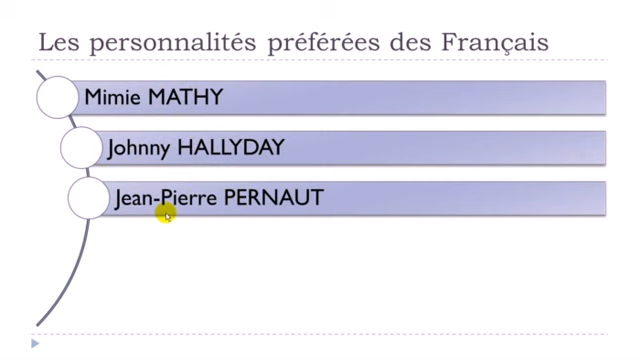 Les personnalités préférées des Français
Mimie MATHY
Johnny HALLYDAY
Jean-Pierre PERNAUT